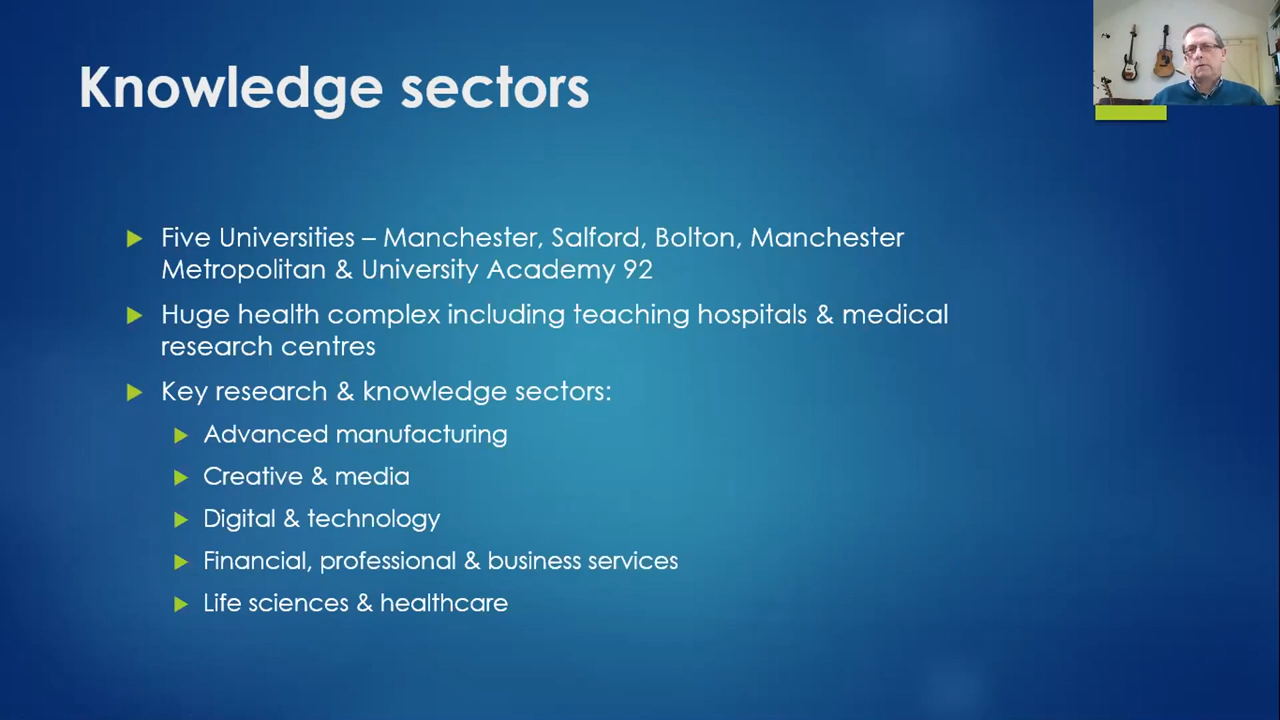 Knowledge sectors
Five Universities – Manchester, Salford, Bolton, Manchester
Metropolitan & University Academy 92
Huge health complex including teaching hospitals & medical
research centres
Key research & knowledge sectors:
Advanced manufacturing
Creative & media
Digital & technology
Financial, professional & business services
Life sciences & healthcare